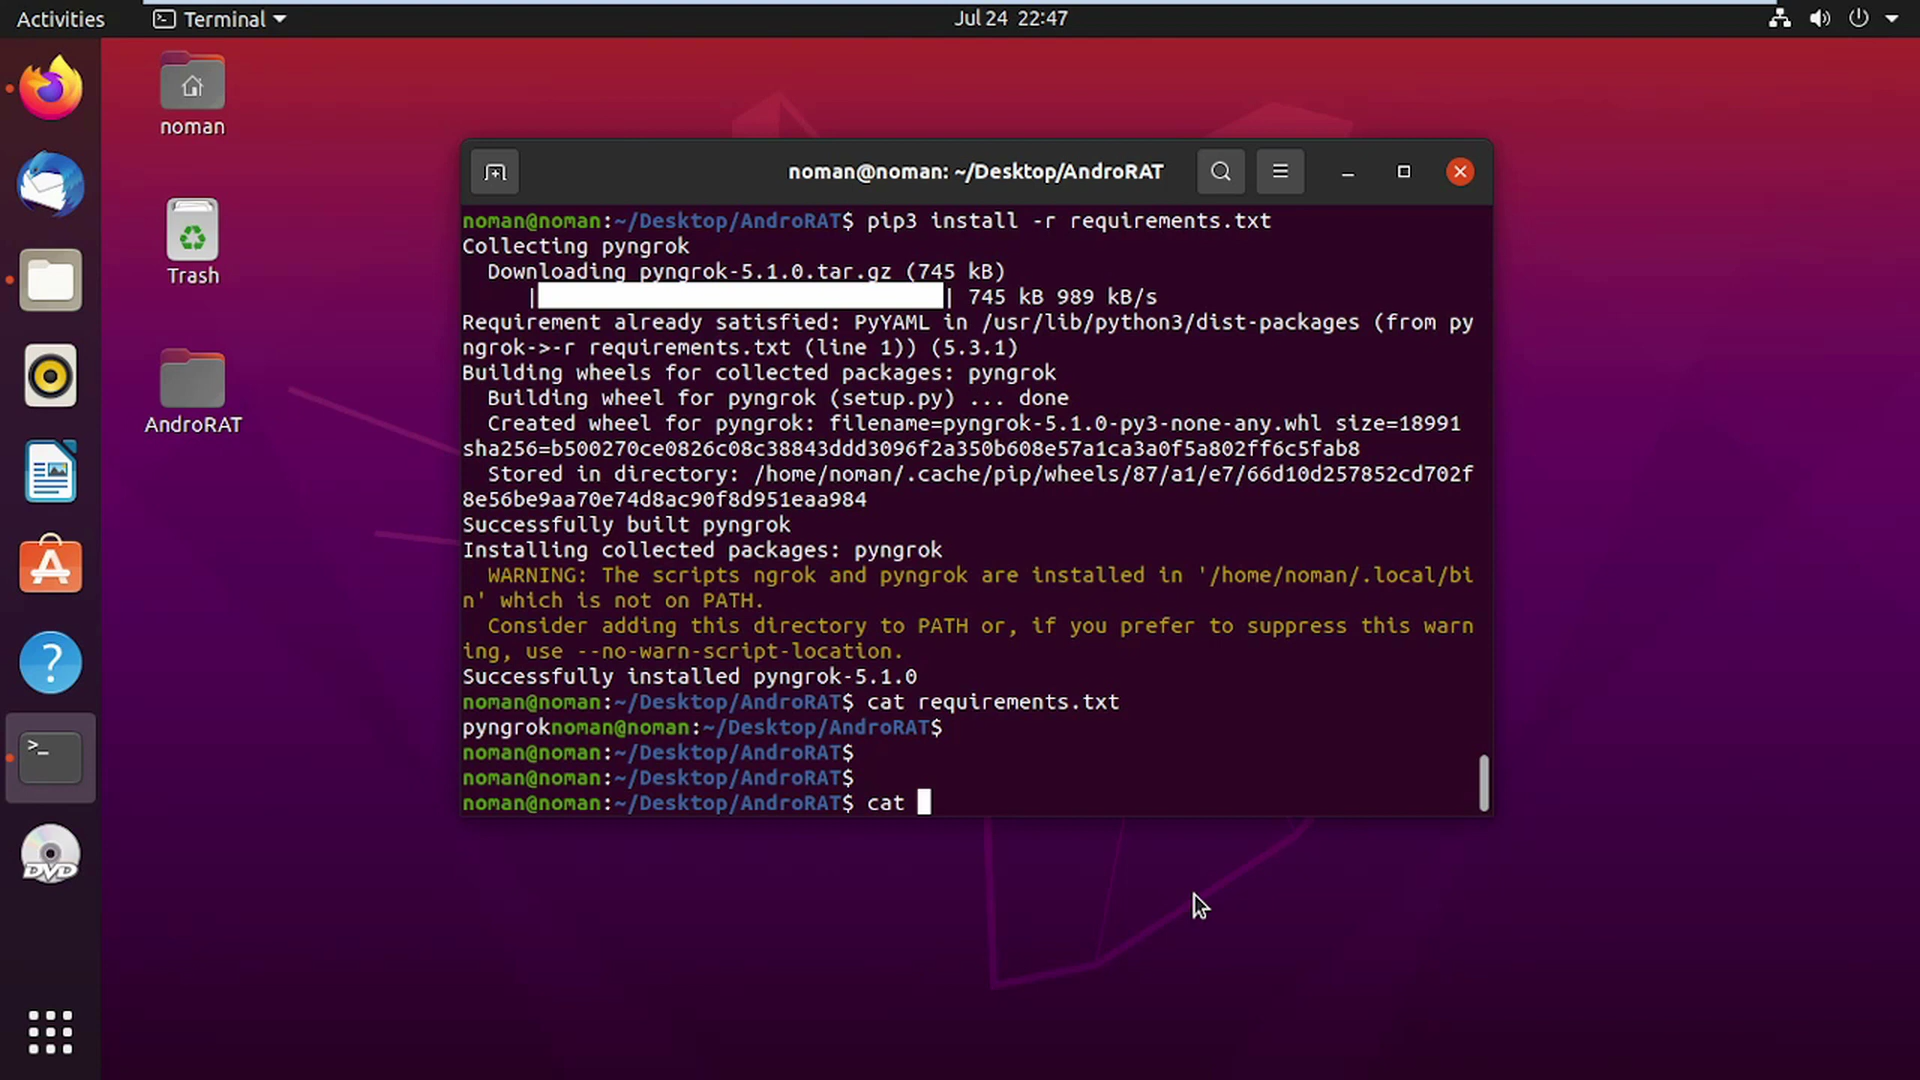 Activities
Terminal
Jul 24 22:47
noman
Trash
AndroRAT
noman@noman: ~/Desktop/AndroRAT
noman@noman:~/Desktop/AndroRAT$ pip3 install -r requirements.txt
Collecting pyngrok
  Downloading pyngrok-5.1.0.tar.gz (745 kB)
     |████████████████████████████████| 745 kB 989 kB/s
Requirement already satisfied: PyYAML in /usr/lib/python3/dist-packages (from py
ngrok->-r requirements.txt (line 1)) (5.3.1)
Building wheels for collected packages: pyngrok
  Building wheel for pyngrok (setup.py) ... done
  Created wheel for pyngrok: filename=pyngrok-5.1.0-py3-none-any.whl size=18991
sha256=b500270ce0826c08c38843ddd3096f2a350b608e57a1ca3a0f5a802ff6c5fab8
  Stored in directory: /home/noman/.cache/pip/wheels/87/a1/e7/66d10d257852cd702f
8e56be9aa70e74d8ac90f8d951eaa984
Successfully built pyngrok
Installing collected packages: pyngrok
  WARNING: The scripts ngrok and pyngrok are installed in '/home/noman/.local/bi
n' which is not on PATH.
  Consider adding this directory to PATH or, if you prefer to suppress this warn
ing, use --no-warn-script-location.
Successfully installed pyngrok-5.1.0
noman@noman:~/Desktop/AndroRAT$ cat requirements.txt
pyngroknoman@noman:~/Desktop/AndroRAT$
noman@noman:~/Desktop/AndroRAT$
noman@noman:~/Desktop/AndroRAT$
noman@noman:~/Desktop/AndroRAT$ cat
DVD